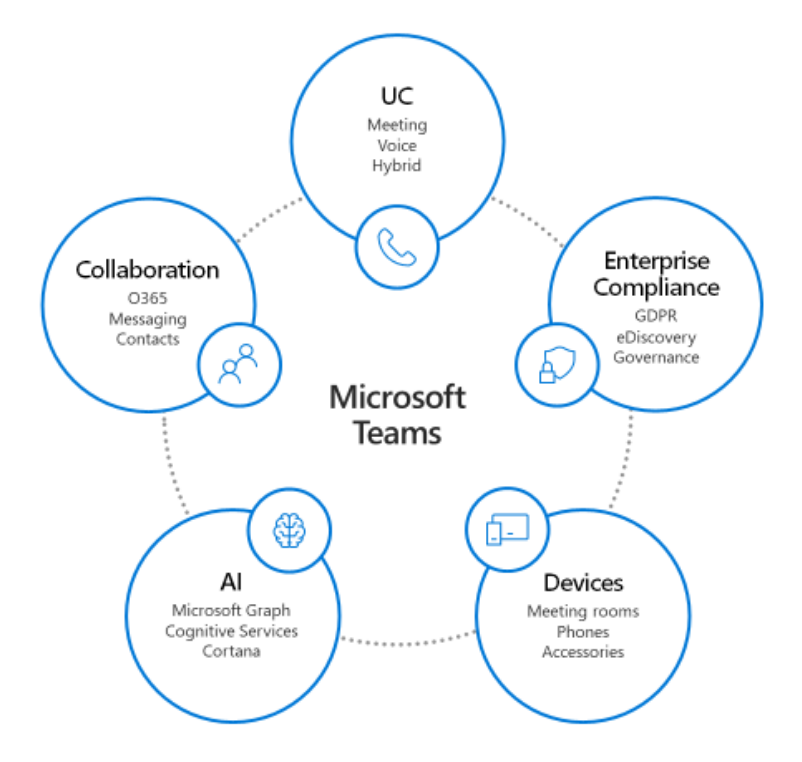 UC
Meeting
Voice
Hybrid
Enterprise
Compliance
GDPR
eDiscovery
Governance
Devices
Meeting rooms
Phones
Accessories
AI
Microsoft Graph
Cognitive Services
Cortana
Collaboration
O365
Messaging
Contacts
Microsoft
Teams